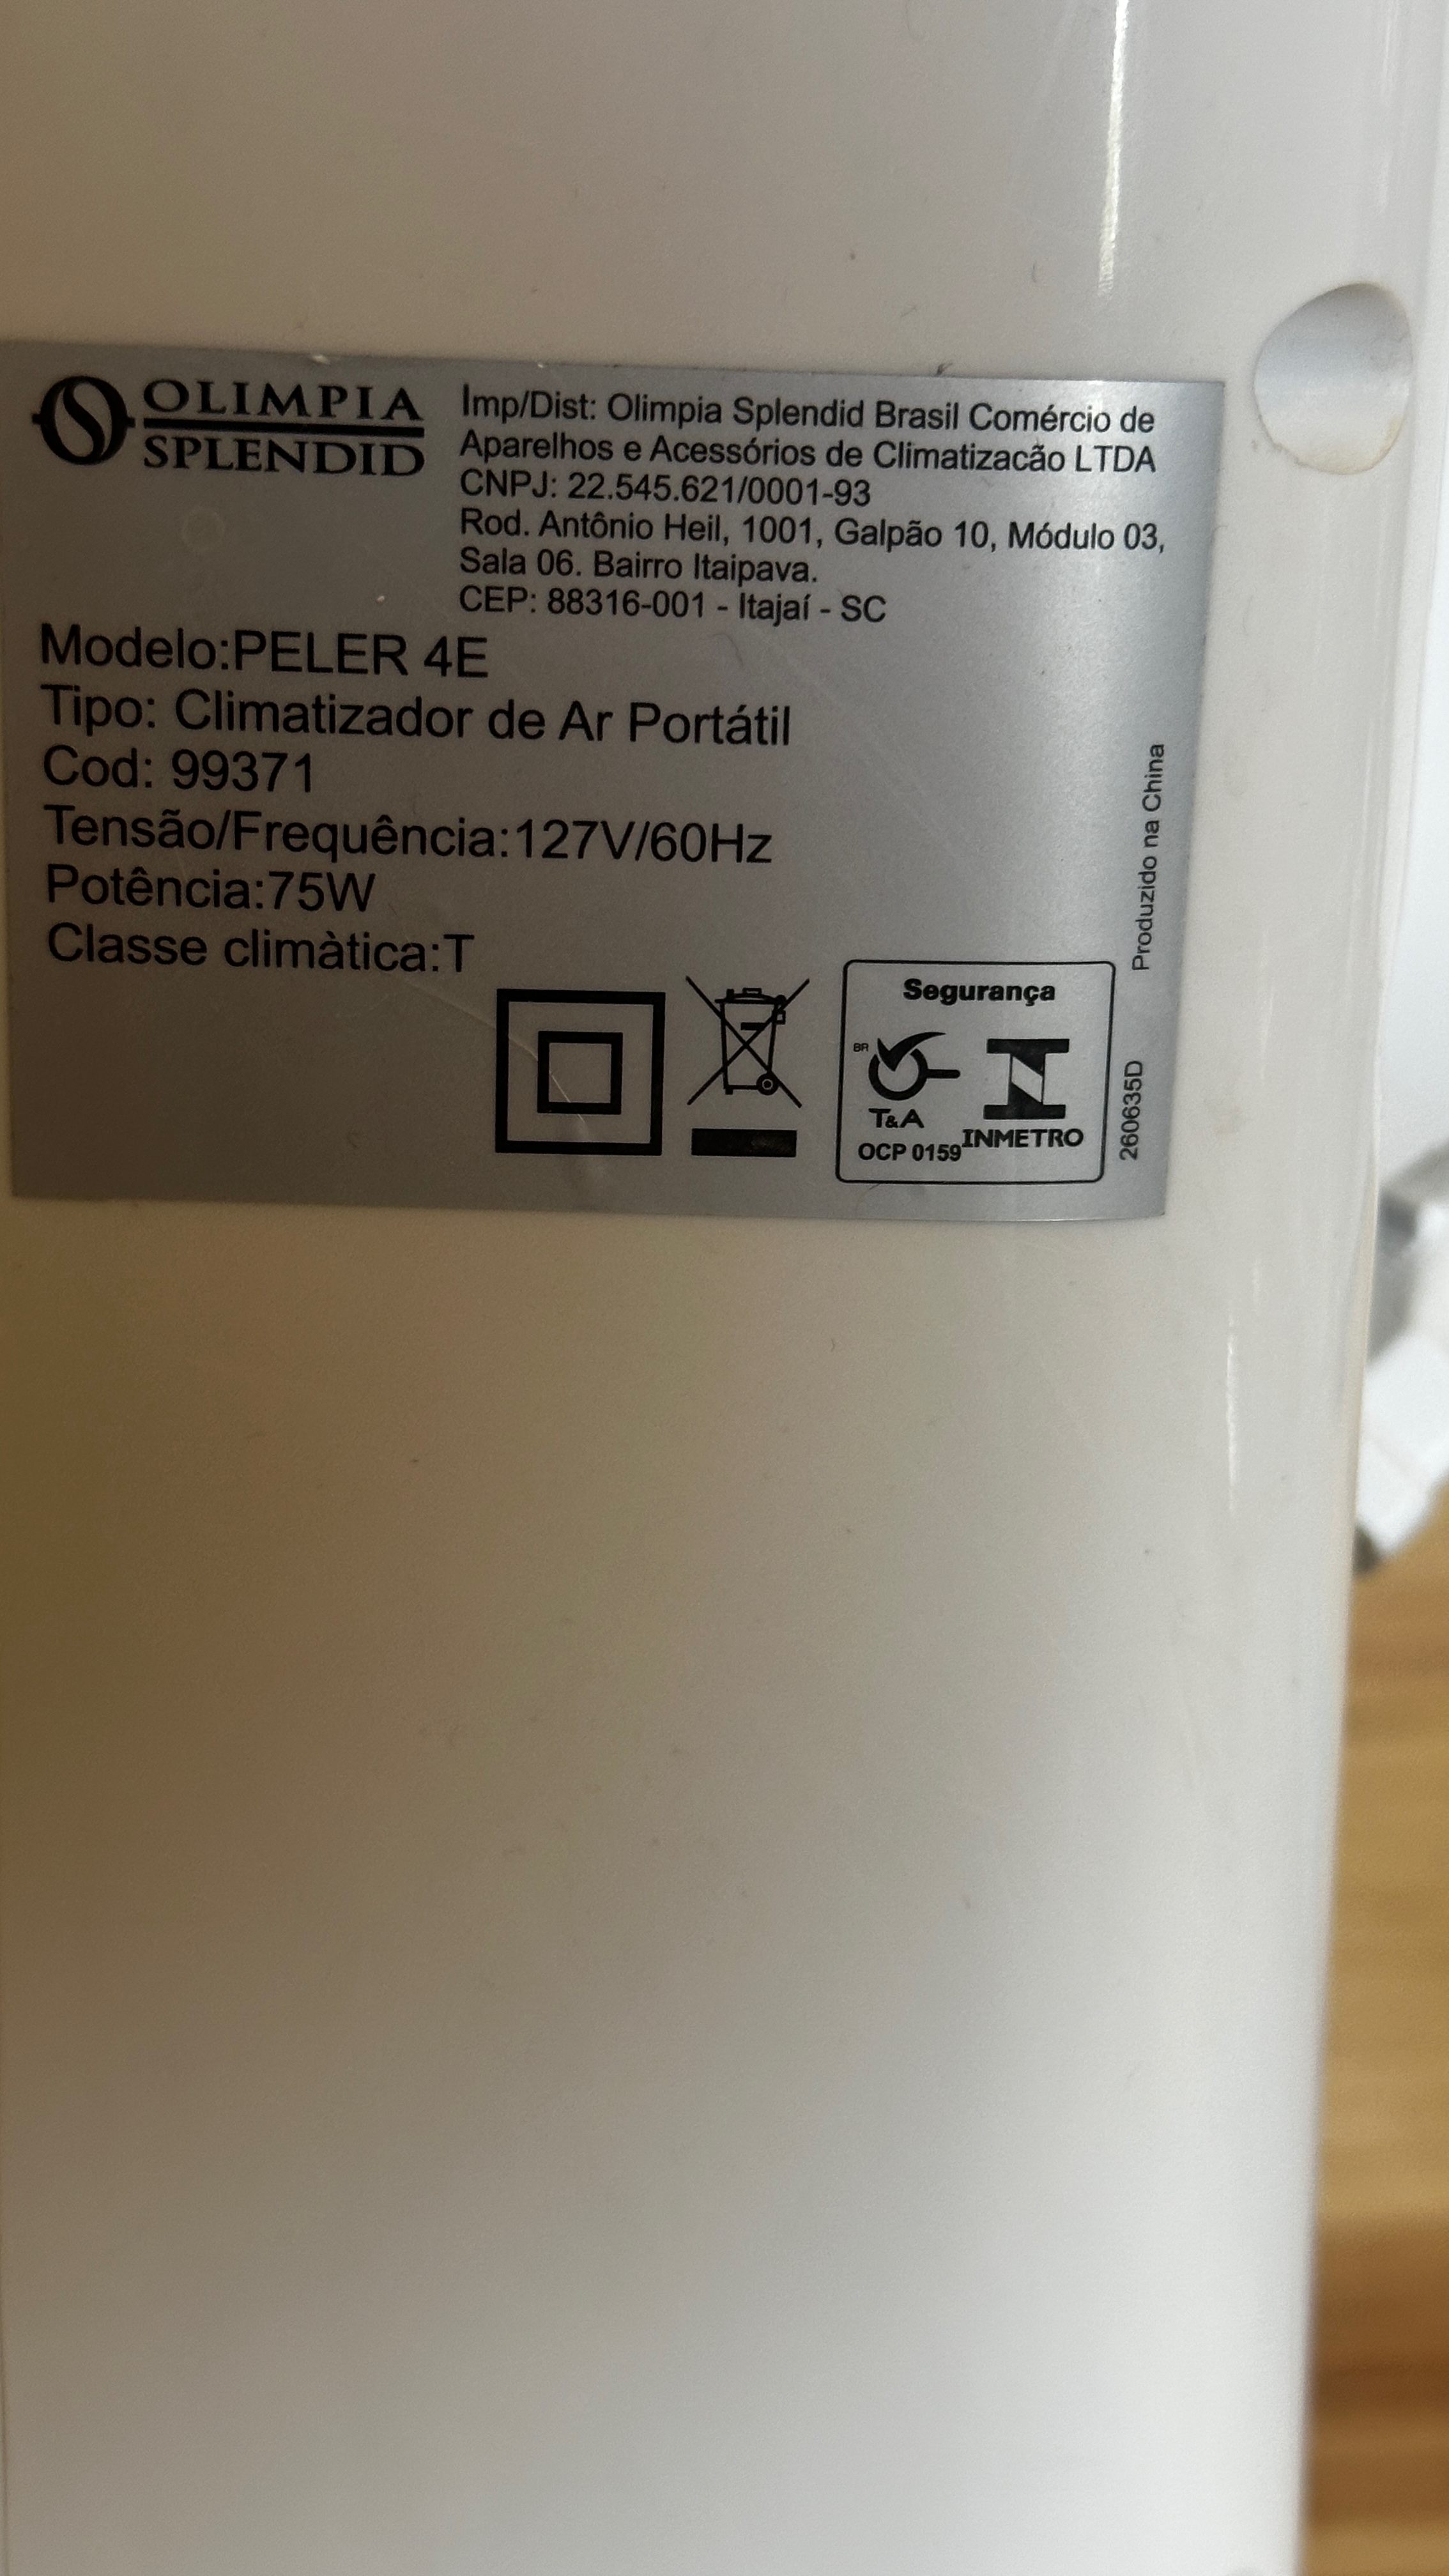 OLIMPIA
SPLENDID
Imp/Dist: Olimpia Splendid Brasil Comércio de
Aparelhos e Acessórios de Climatizacão LTDA
CNPJ: 22.545.621/0001-93
Rod. Antônio Heil, 1001, Galpão 10, Módulo 03,
Sala 06. Bairro Itaipava.
CEP: 88316-001 - Itajaí - SC
Modelo:PELER 4E
Tipo: Climatizador de Ar Portátil
Cod: 99371
Tensão/Frequência:127V/60Hz
Potência:75W
Classe climàtica:T
Segurança
BR
T&A
OCP 0159
INMETRO
Produzido na China
260635D